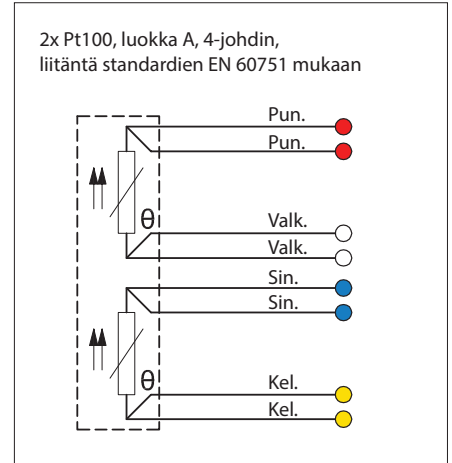 2x Pt100, luokka A, 4-johdin,
liitäntä standardien EN 60751 mukaan
Pun.
Pun.
θ
Valk.
Valk.
Sin.
Sin.
θ
Kel.
Kel.